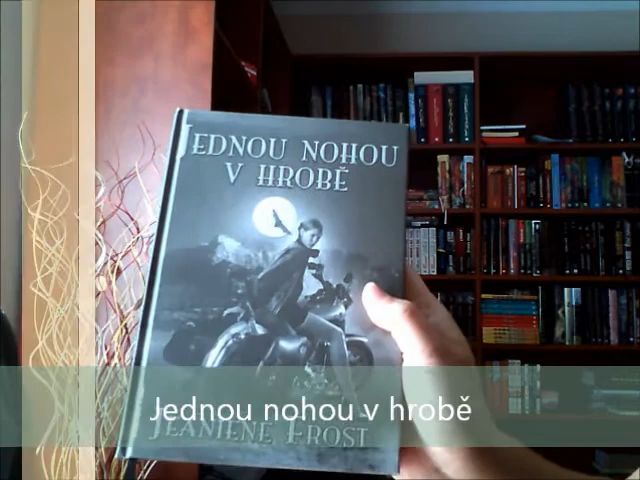 JEDNOU NOHOU
V HROBĚ
Jednou nohou v hrobě
JEANIENE FROST